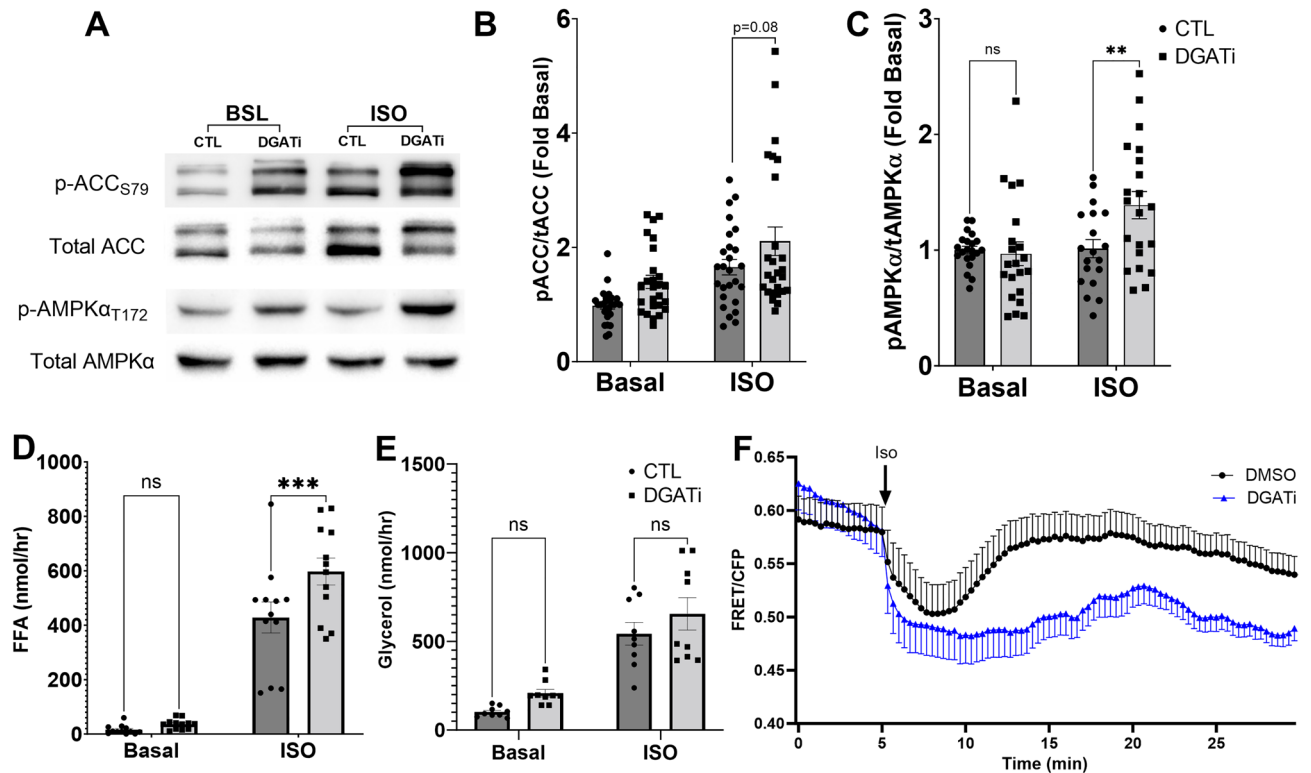 A
BSL
ISO
CTL
DGATi
CTL
DGATi
p-ACCS79
Total ACC
p-AMPKαT172
Total AMPKα
B
pACC/tACC (Fold Basal)
6
4
2
0
p=0.08
Basal
ISO
C
pAMPKα/tAMPKα (Fold Basal)
3
2
1
0
ns
**
CTL
DGATi
Basal
ISO
D
FFA (nmol/hr)
1000
800
600
400
200
0
ns
***
Basal
ISO
E
Glycerol (nmol/hr)
1500
1000
500
0
ns
ns
CTL
DGATi
Basal
ISO
F
FRET/CFP
0.65
0.60
0.55
0.50
0.45
0.40
Iso
DMSO
DGATi
0
5
10
15
20
25
Time (min)